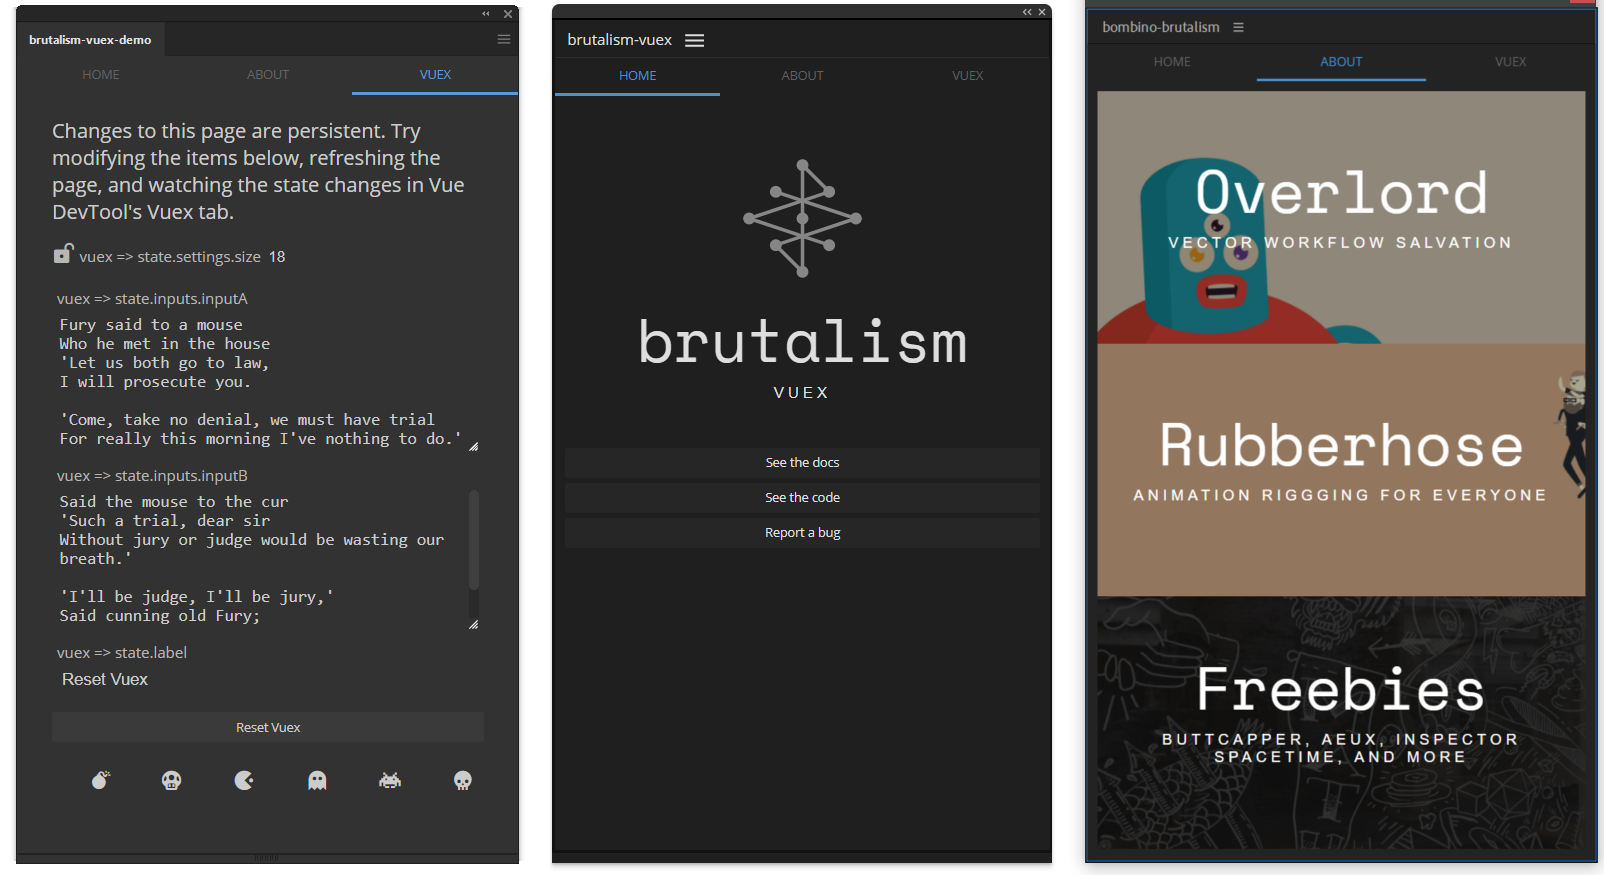 brutalism-vuex-demo
HOME ABOUT VUEX
Changes to this page are persistent. Try
modifying the items below, refreshing the
page, and watching the state changes in Vue
DevTool's Vuex tab.
vuex => state.settings.size 18
vuex => state.inputs.inputA
Fury said to a mouse
Who he met in the house
'Let us both go to law,
I will prosecute you.
'Come, take no denial, we must have trial
For really this morning I've nothing to do.'
vuex => state.inputs.inputB
Said the mouse to the cur
'Such a trial, dear sir
Without jury or judge would be wasting our
breath.'
'I'll be judge, I'll be jury,'
Said cunning old Fury;
vuex => state.label
Reset Vuex
Reset Vuex
brutalism-vuex
HOME ABOUT VUEX
brutalism
VUEX
See the docs
See the code
Report a bug
bombino-brutalism
HOME ABOUT VUEX
Overlord
VECTOR WORKFLOW SALVATION
Rubberhose
ANIMATION RIGGGING FOR EVERYONE
Freebies
BUTTCAPPER, AEUX, INSPECTOR
SPACETIME, AND MORE